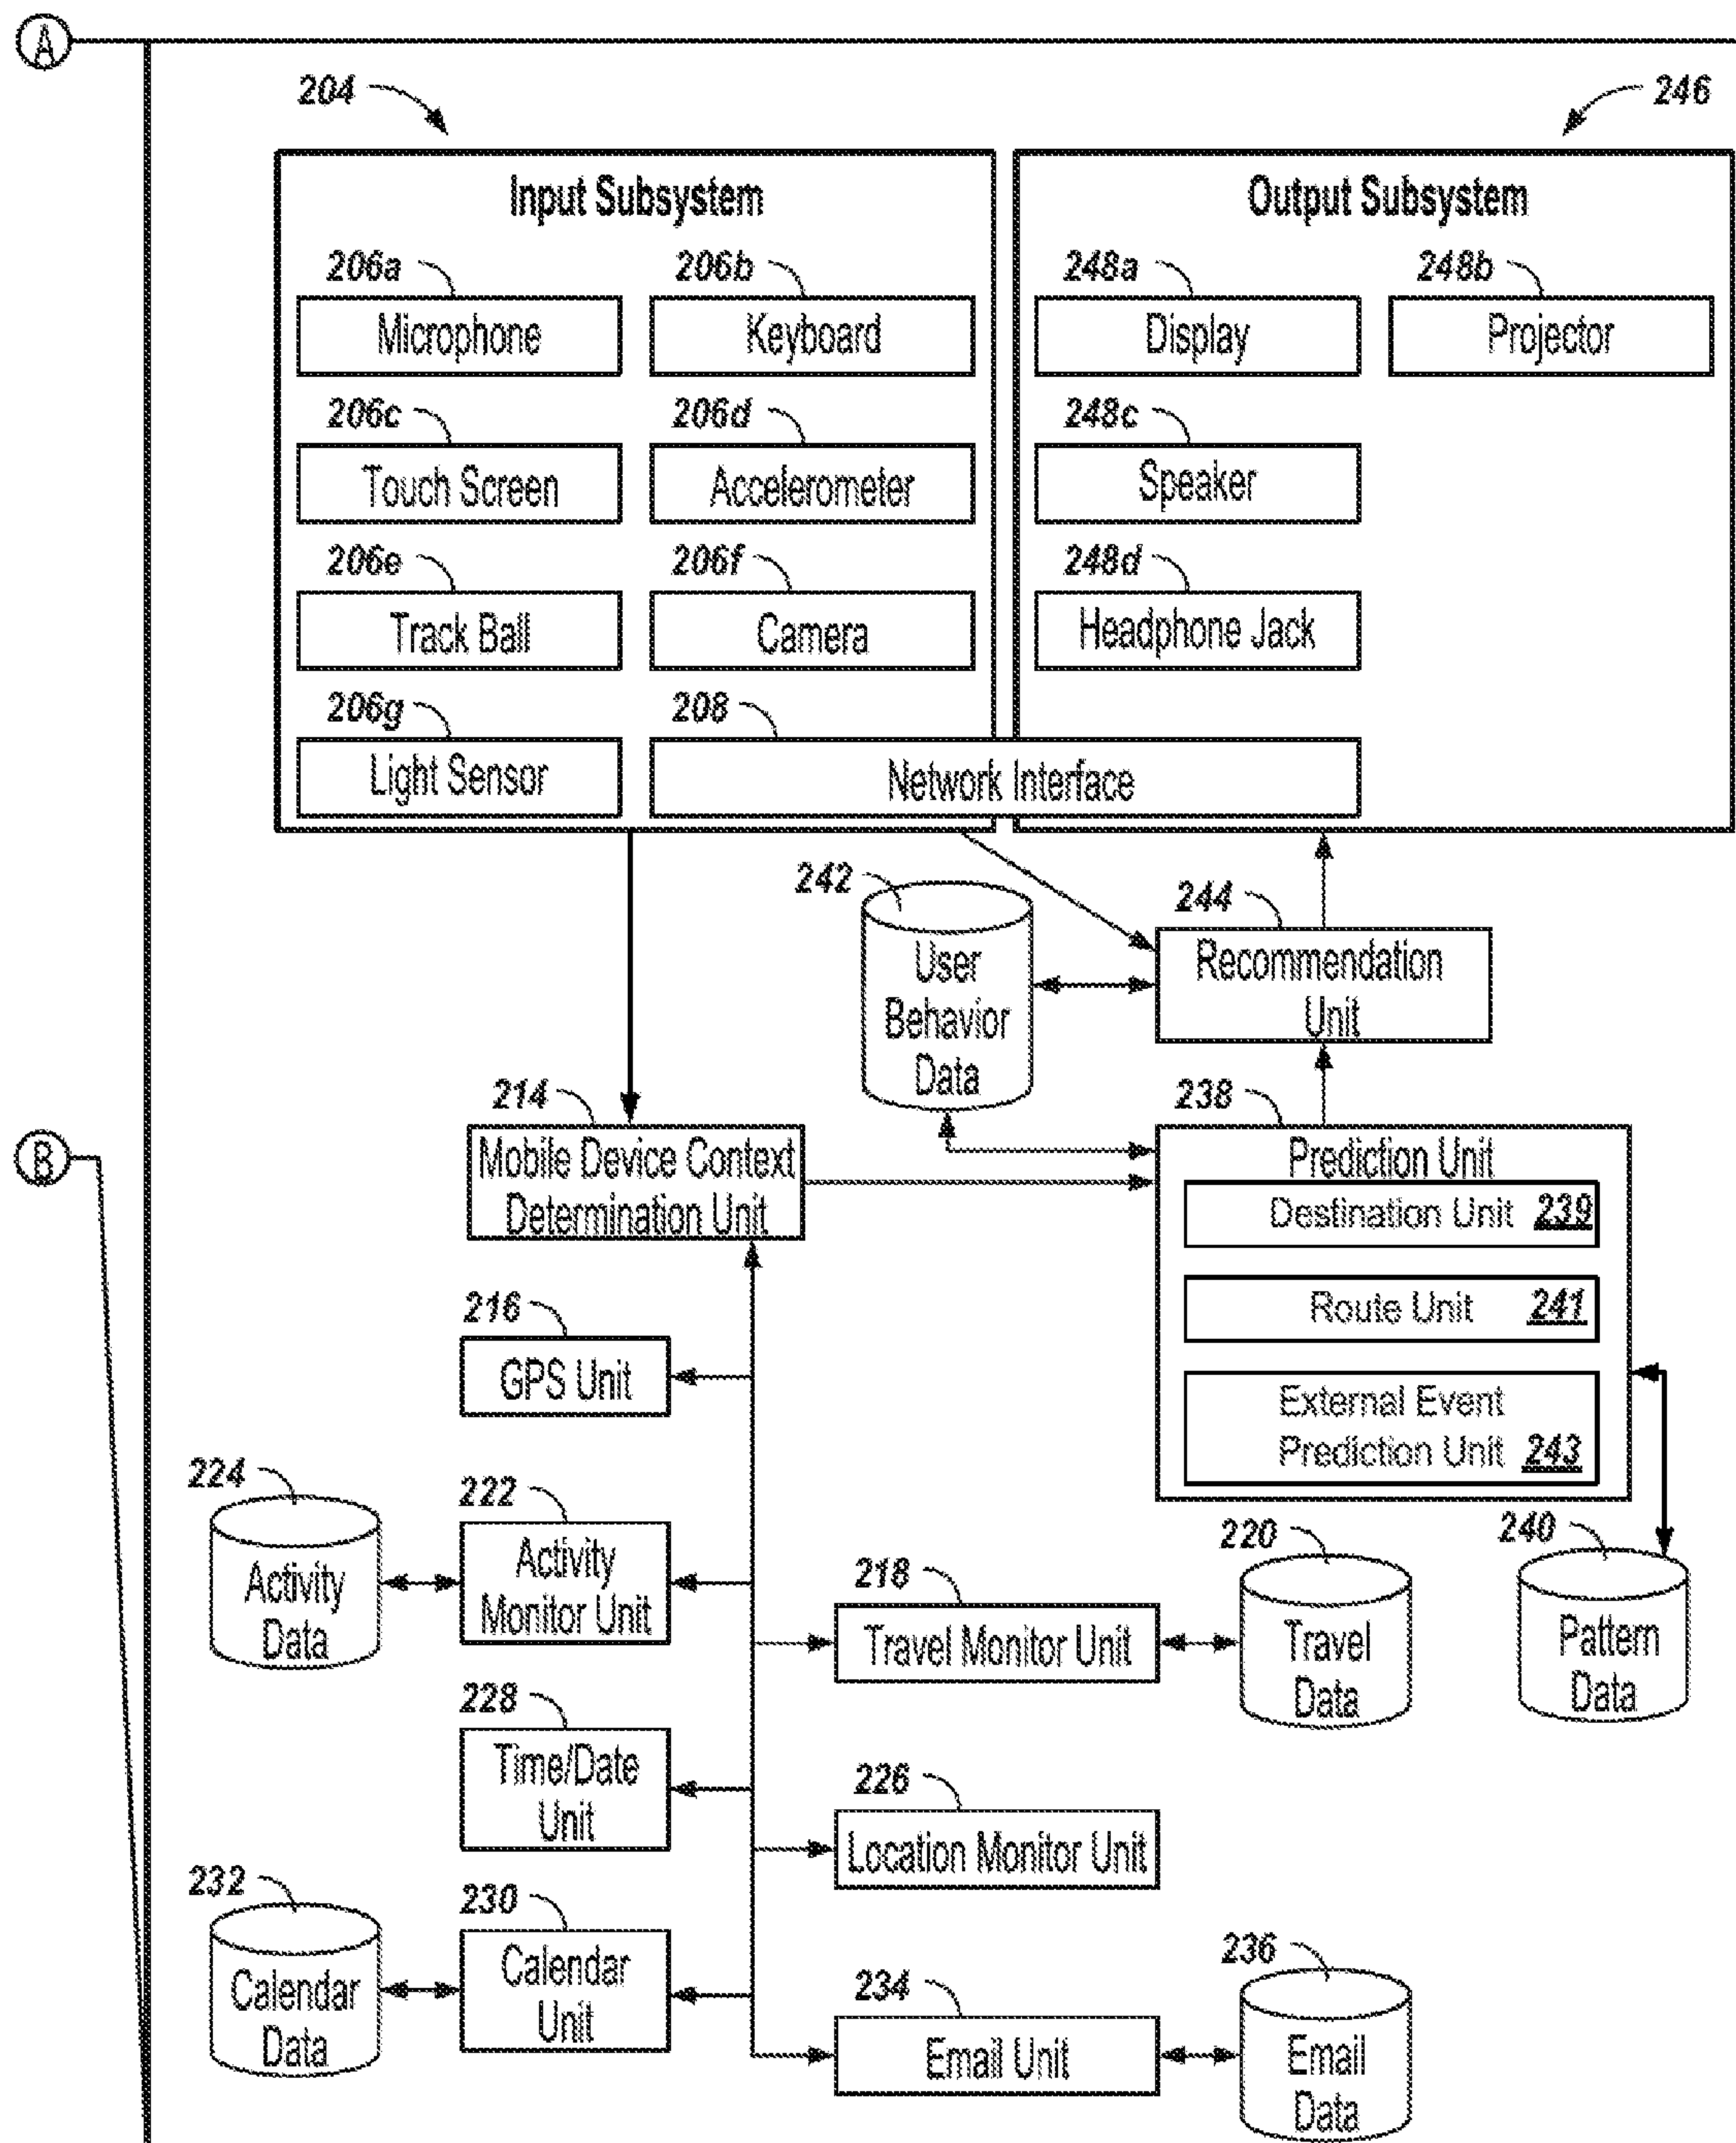 A
204
246
Input Subsystem
Output Subsystem
206a
206b
248a
248b
Microphone
Keyboard
Display
Projector
206c
206d
248c
Touch Screen
Accelerometer
Speaker
206e
206f
248d
Track Ball
Camera
Headphone Jack
206g
208
Light Sensor
Network Interface
242
244
User
Behavior
Data
Recommendation
Unit
214
238
B
Mobile Device Context
Determination Unit
Prediction Unit
Destination Unit 239
Route Unit 241
External Event
Prediction Unit 243
216
GPS Unit
224
222
220
240
Activity
Data
Activity
Monitor Unit
218
Travel Monitor Unit
Travel
Data
Pattern
Data
228
Time/Date
Unit
226
Location Monitor Unit
232
230
Calendar
Data
Calendar
Unit
234
236
Email Unit
Email
Data